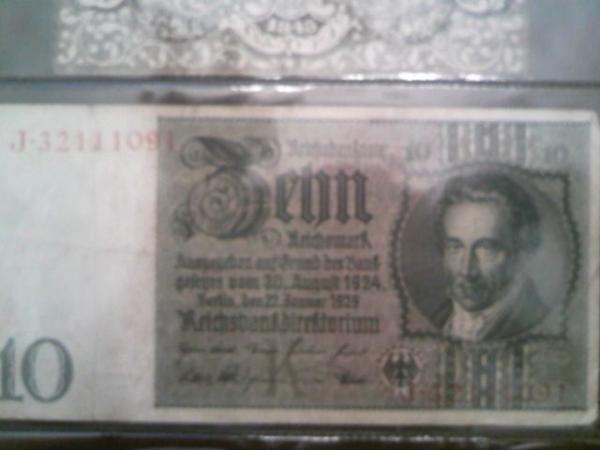 J·32111091
Reichsbanknote 10 10
Zehn
Reichsmark
Ausgegeben auf Grund des Bank
gesetzes vom 30. August 1924.
Berlin, den 22. Januar 1929
Reichsbankdirektorium
K
10